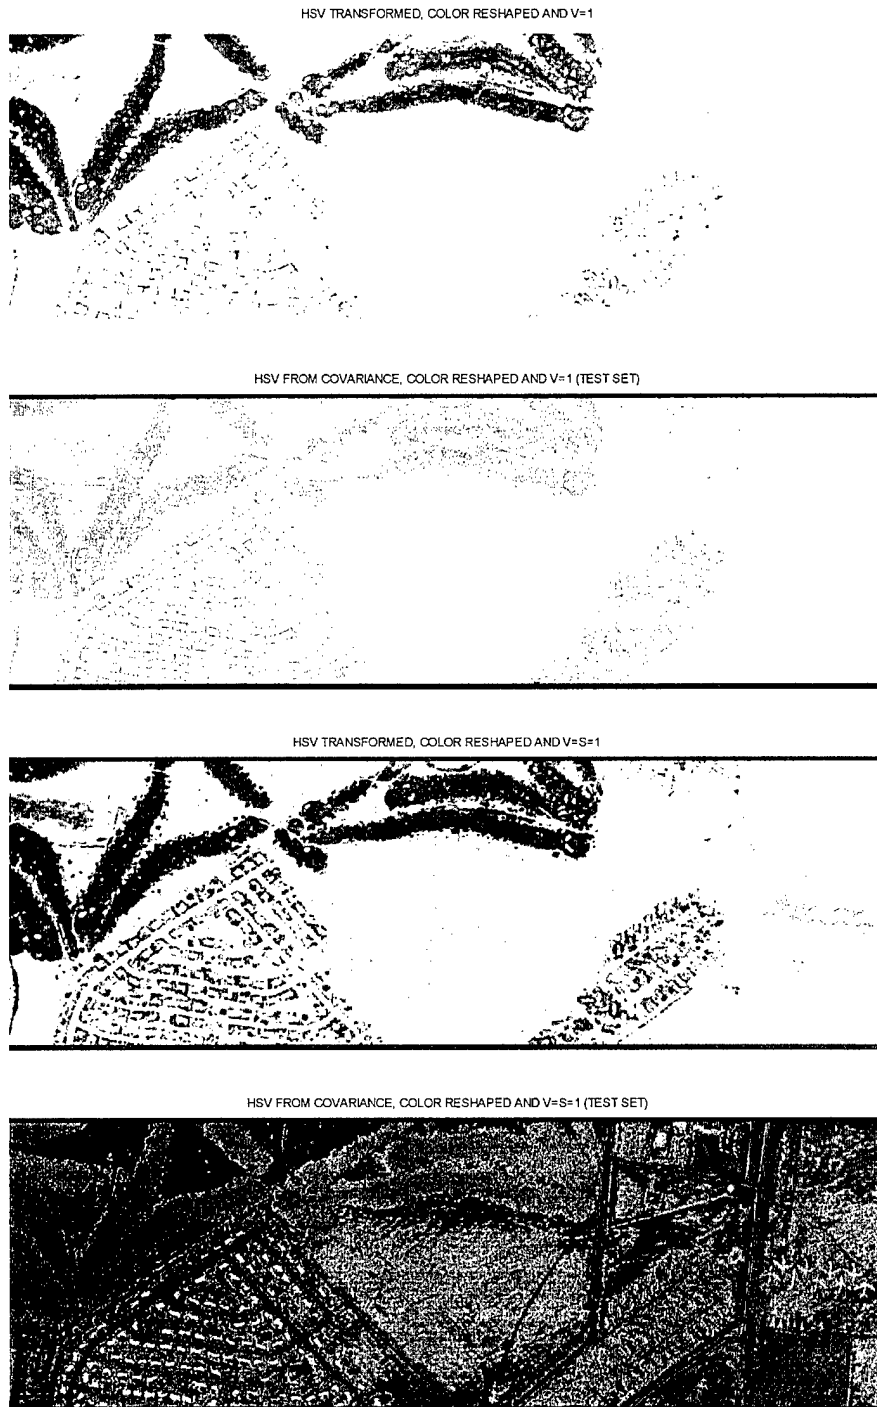 HSV TRANSFORMED, COLOR RESHAPED AND V=1
HSV FROM COVARIANCE, COLOR RESHAPED AND V=1 (TEST SET)
HSV TRANSFORMED, COLOR RESHAPED AND V=S=1
HSV FROM COVARIANCE, COLOR RESHAPED AND V=S=1 (TEST SET)